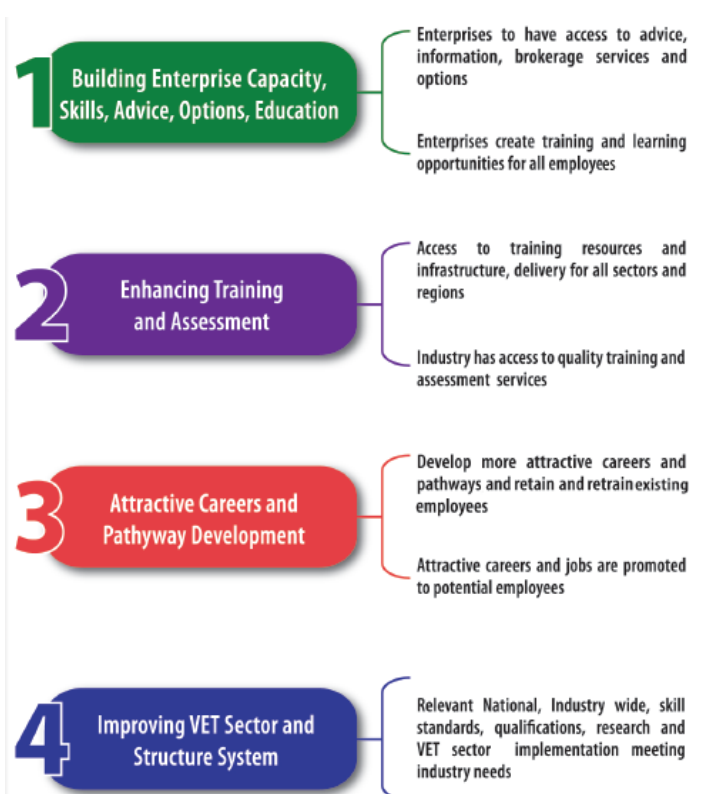 1
Building Enterprise Capacity,
Skills, Advice, Options, Education
Enterprises to have access to advice,
information, brokerage services and
options
Enterprises create training and learning
opportunities for all employees
2
Enhancing Training
and Assessment
Access to training resources and
infrastructure, delivery for all sectors and
regions
Industry has access to quality training and
assessment services
3
Attractive Careers and
Pathyway Development
Develop more attractive careers and
pathways and retain and retrain existing
employees
Attractive careers and jobs are promoted
to potential employees
4
Improving VET Sector and
Structure System
Relevant National, Industry wide, skill
standards, qualifications, research and
VET sector implementation meeting
industry needs